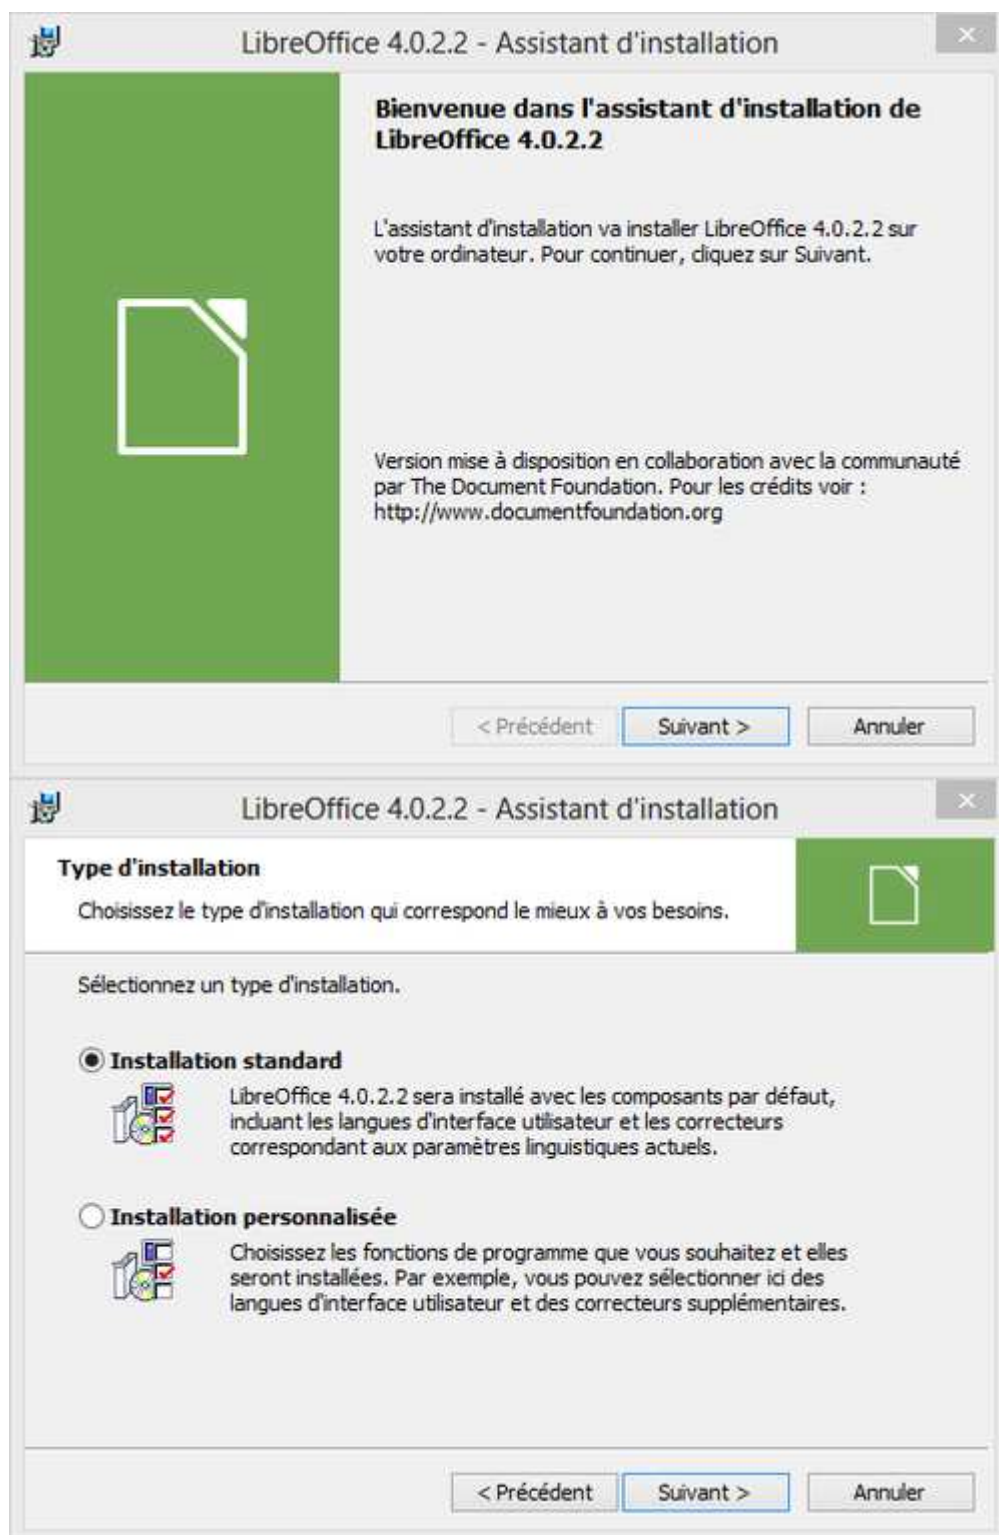 LibreOffice 4.0.2.2 - Assistant d'installation
Bienvenue dans l'assistant d'installation de
LibreOffice 4.0.2.2
L'assistant d'installation va installer LibreOffice 4.0.2.2 sur
votre ordinateur. Pour continuer, cliquez sur Suivant.
Version mise à disposition en collaboration avec la communauté
par The Document Foundation. Pour les crédits voir :
http://www.documentfoundation.org
< Précédent
Suivant >
Annuler
LibreOffice 4.0.2.2 - Assistant d'installation
Type d'installation
Choisissez le type d'installation qui correspond le mieux à vos besoins.
Sélectionnez un type d'installation.
Installation standard
LibreOffice 4.0.2.2 sera installé avec les composants par défaut,
incluant les langues d'interface utilisateur et les correcteurs
correspondant aux paramètres linguistiques actuels.
Installation personnalisée
Choisissez les fonctions de programme que vous souhaitez et elles
seront installées. Par exemple, vous pouvez sélectionner ici des
langues d'interface utilisateur et des correcteurs supplémentaires.
< Précédent
Suivant >
Annuler